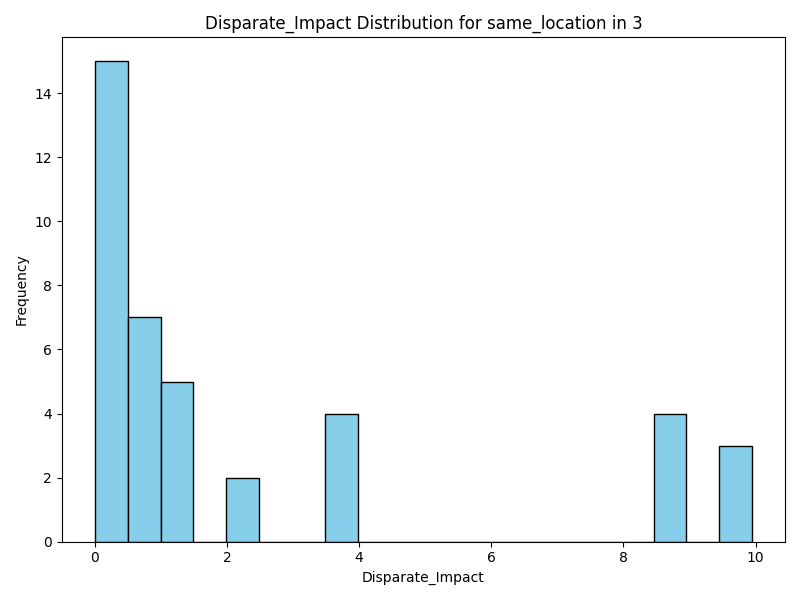 Disparate_Impact Distribution for same_location in 3
Frequency
14
12
10
8
6
4
2
0
0 2 4 6 8 10
Disparate_Impact